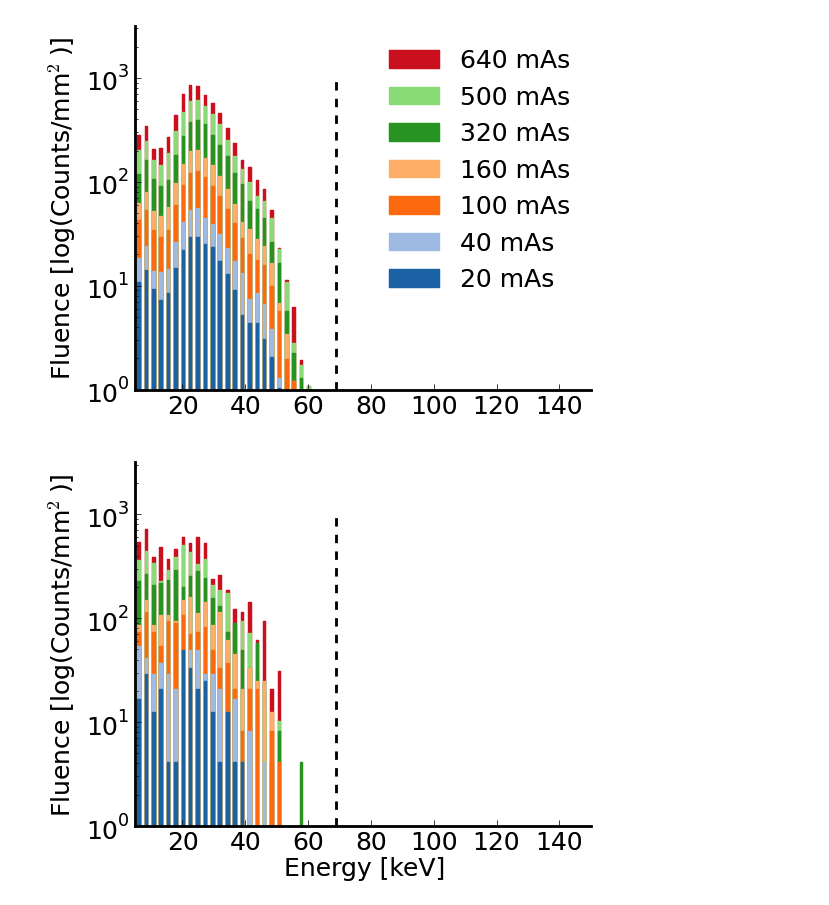 Fluence [log(Counts/mm² )]
10³
10²
10¹
10⁰
640 mAs
500 mAs
320 mAs
160 mAs
100 mAs
40 mAs
20 mAs
20 40 60 80 100 120 140
Fluence [log(Counts/mm² )]
10³
10²
10¹
10⁰
20 40 60 80 100 120 140
Energy [keV]